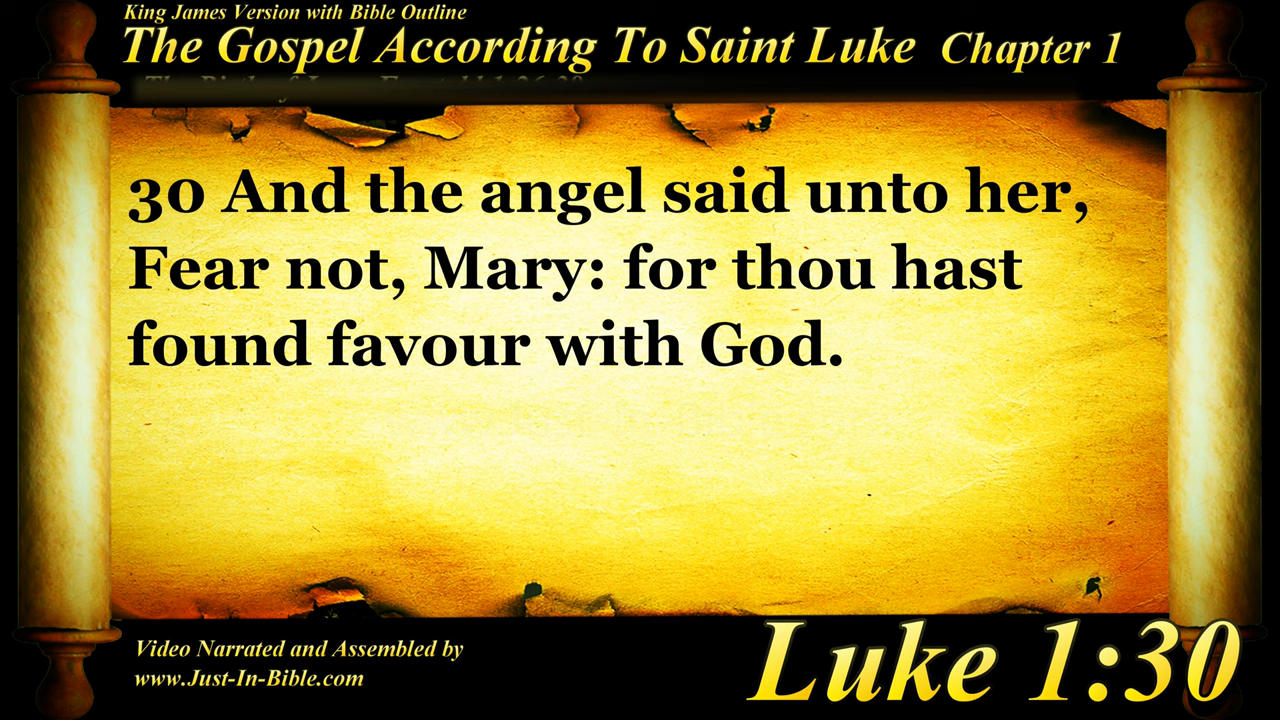 King James Version with Bible Outline
The Gospel According To Saint Luke Chapter 1
30 And the angel said unto her,
Fear not, Mary: for thou hast
found favour with God.
Video Narrated and Assembled by
www.Just-In-Bible.com
Luke 1:30